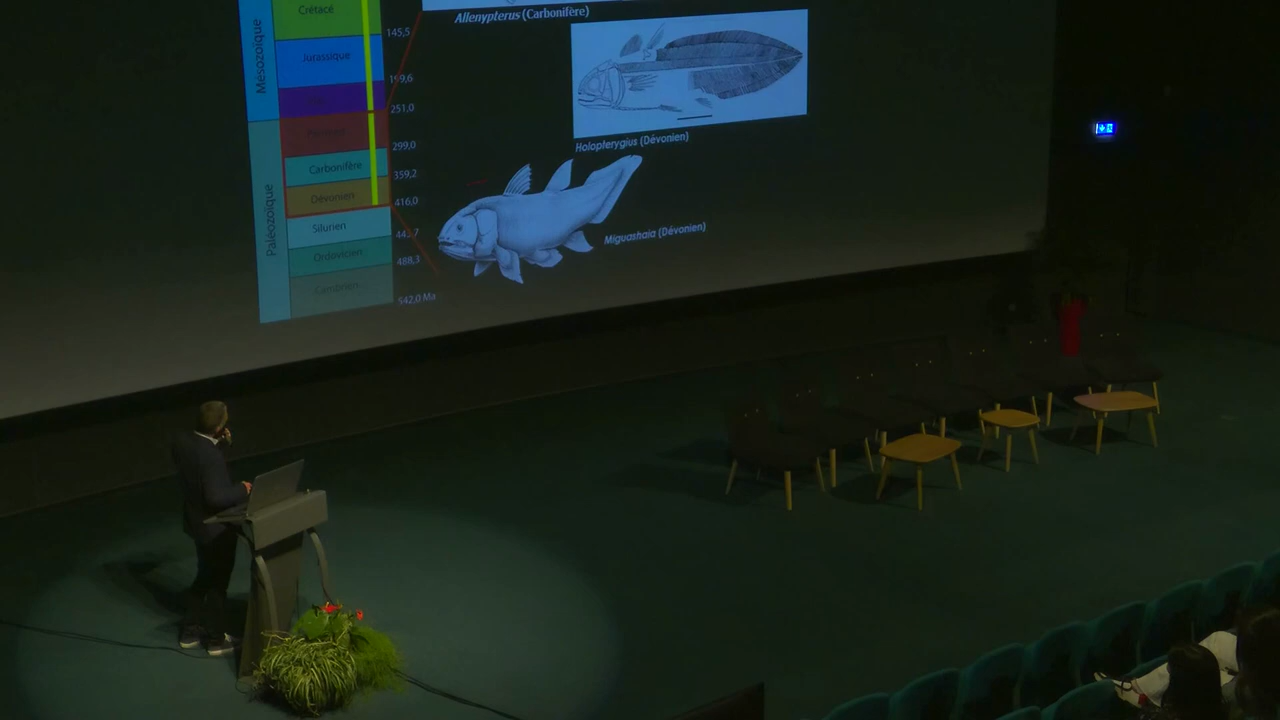 Mésozoïque
Crétacé
145,5
Jurassique
199,6
251,0
299,0
Paléozoïque
Carbonifère
359,2
Dévonien
416,0
Silurien
Ordovicien
488,3
Cambrien
542,0 Ma
Allenypterus (Carbonifère)
Holopterygius (Dévonien)
Miguashaia (Dévonien)